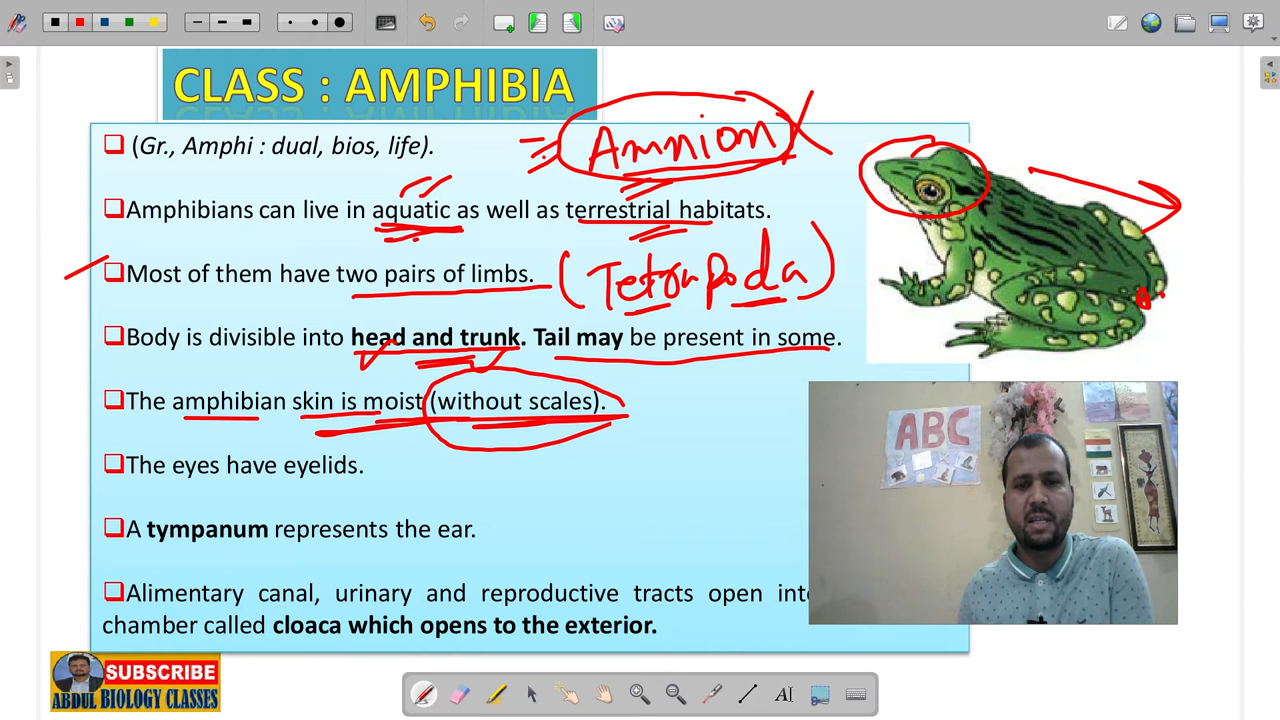 CLASS : AMPHIBIA
❑ (Gr., Amphi : dual, bios, life).
Amnion
❑Amphibians can live in aquatic as well as terrestrial habitats.
❑Most of them have two pairs of limbs. (Tetrapoda)
❑Body is divisible into head and trunk. Tail may be present in some.
❑The amphibian skin is moist (without scales).
❑The eyes have eyelids.
❑A tympanum represents the ear.
❑Alimentary canal, urinary and reproductive tracts open
chamber called cloaca which opens to the exterior.
ABC
SUBSCRIBE
ABDUL BIOLOGY CLASSES
AI